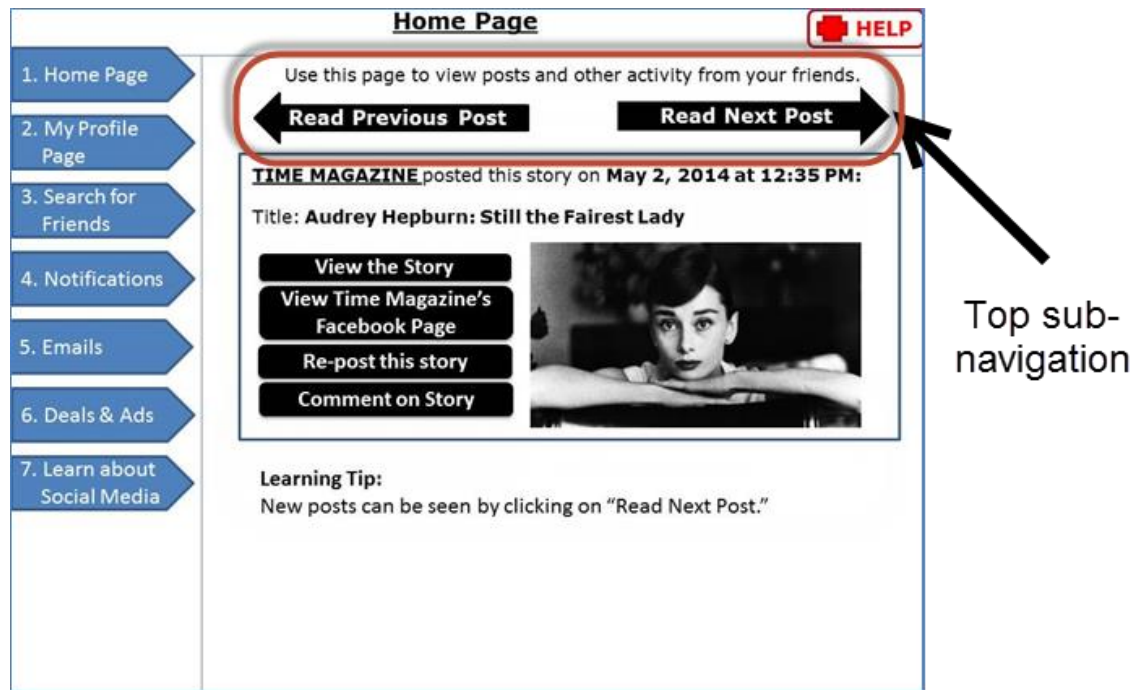 Home Page
HELP
1. Home Page
2. My Profile
Page
3. Search for
Friends
4. Notifications
5. Emails
6. Deals & Ads
7. Learn about
Social Media
Use this page to view posts and other activity from your friends.
Read Previous Post
Read Next Post
TIME MAGAZINE posted this story on May 2, 2014 at 12:35 PM:
Title: Audrey Hepburn: Still the Fairest Lady
View the Story
View Time Magazine’s
Facebook Page
Re-post this story
Comment on Story
Learning Tip:
New posts can be seen by clicking on “Read Next Post.”
Top sub-
navigation